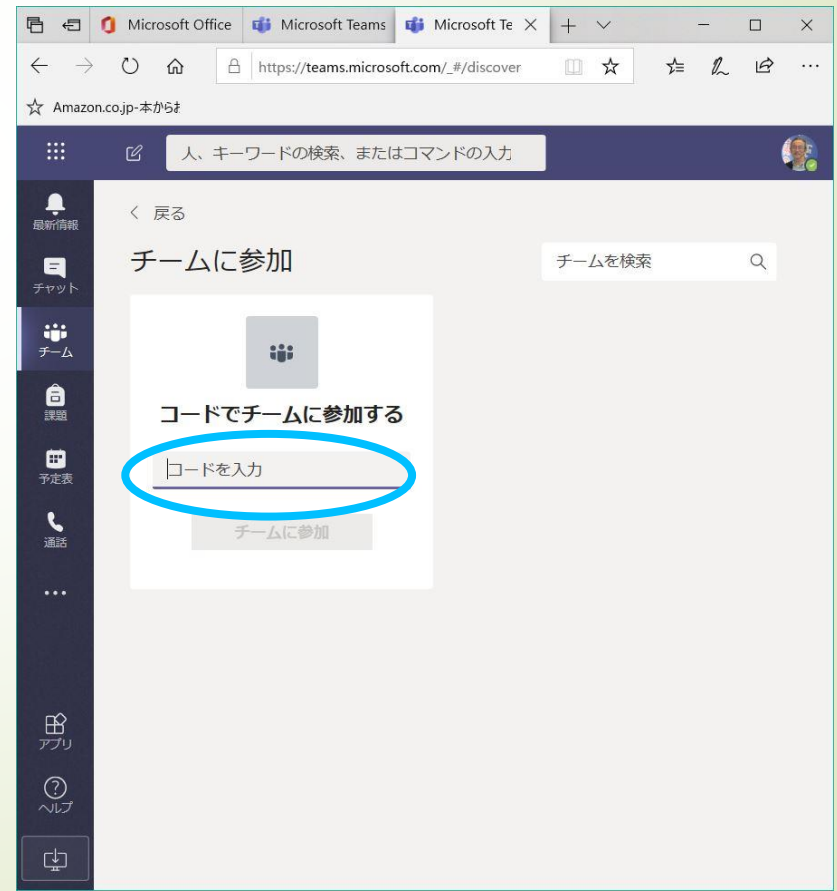 Microsoft Office
Microsoft Teams
Microsoft Te
https://teams.microsoft.com/_#/discover
Amazon.co.jp-本からお
人、キーワードの検索、またはコマンドの入力
最新情報
チャット
チーム
課題
予定表
通話
アプリ
ヘルプ
戻る
チームに参加
チームを検索
コードでチームに参加する
コードを入力
チームに参加